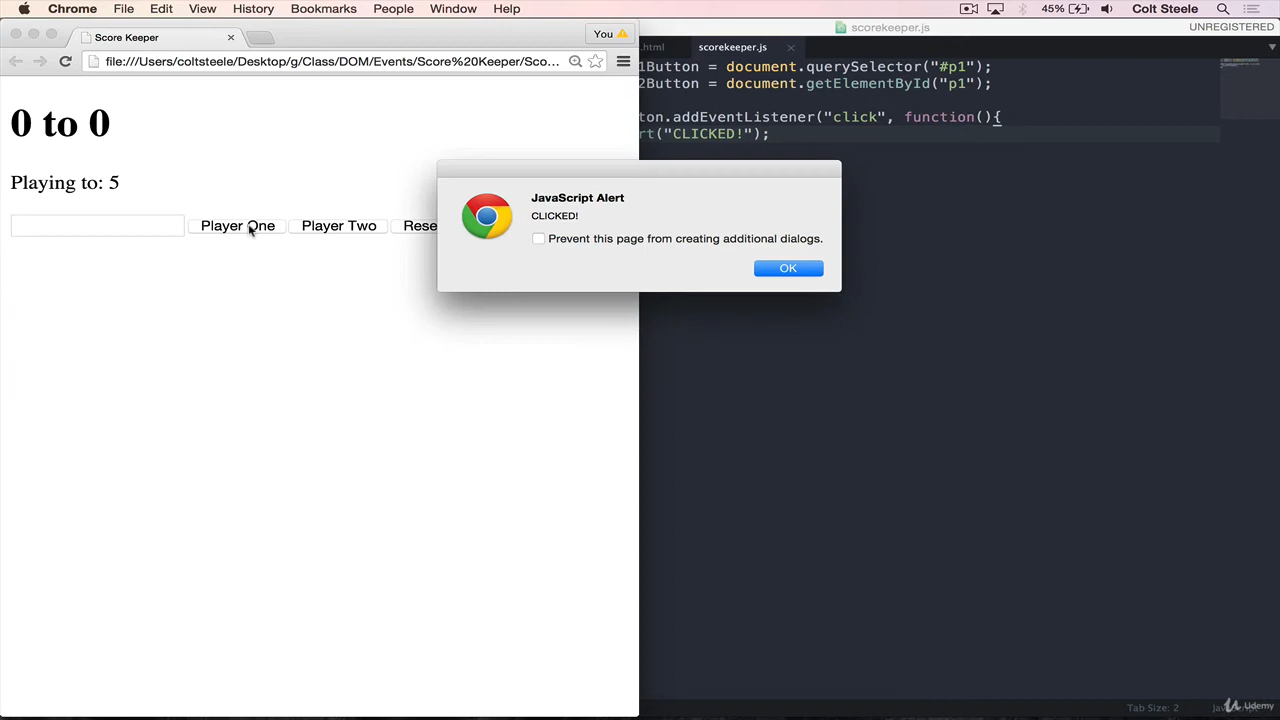 Chrome File Edit View History Bookmarks People Window Help 45% Colt Steele
Score Keeper You
scorekeeper.js UNREGISTERED
.html scorekeeper.js
file:///Users/coltsteele/Desktop/g/Class/DOM/Events/Score%20Keeper/Sco...
1Button = document.querySelector("#p1");
2Button = document.getElementById("p1");
ton.addEventListener("click", function(){
rt("CLICKED!");
0 to 0
Playing to: 5
Player One Player Two Rese
JavaScript Alert
CLICKED!
Prevent this page from creating additional dialogs.
OK
Tab Size: 2
Udemy